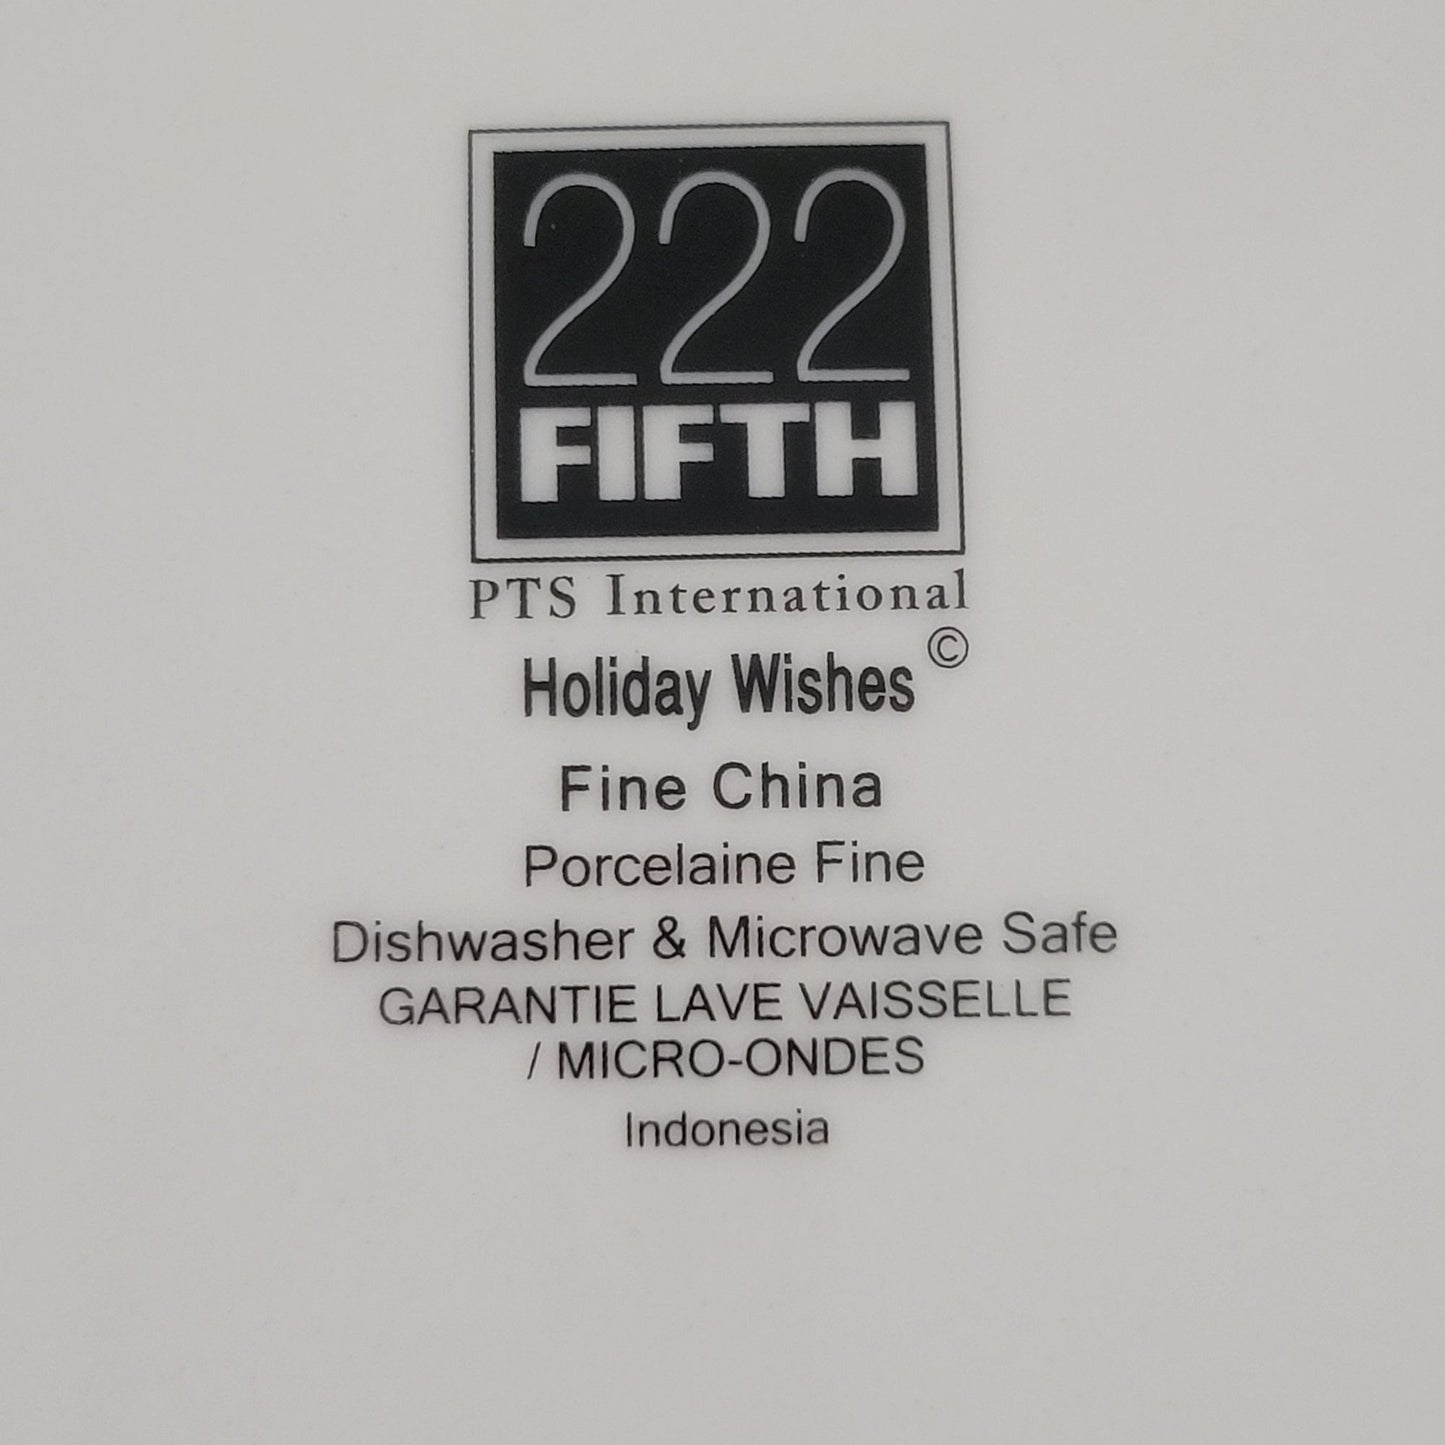 222
FIFTH
PTS International
Holiday Wishes ©
Fine China
Porcelaine Fine
Dishwasher & Microwave Safe
GARANTIE LAVE VAISSELLE
/ MICRO-ONDES
Indonesia